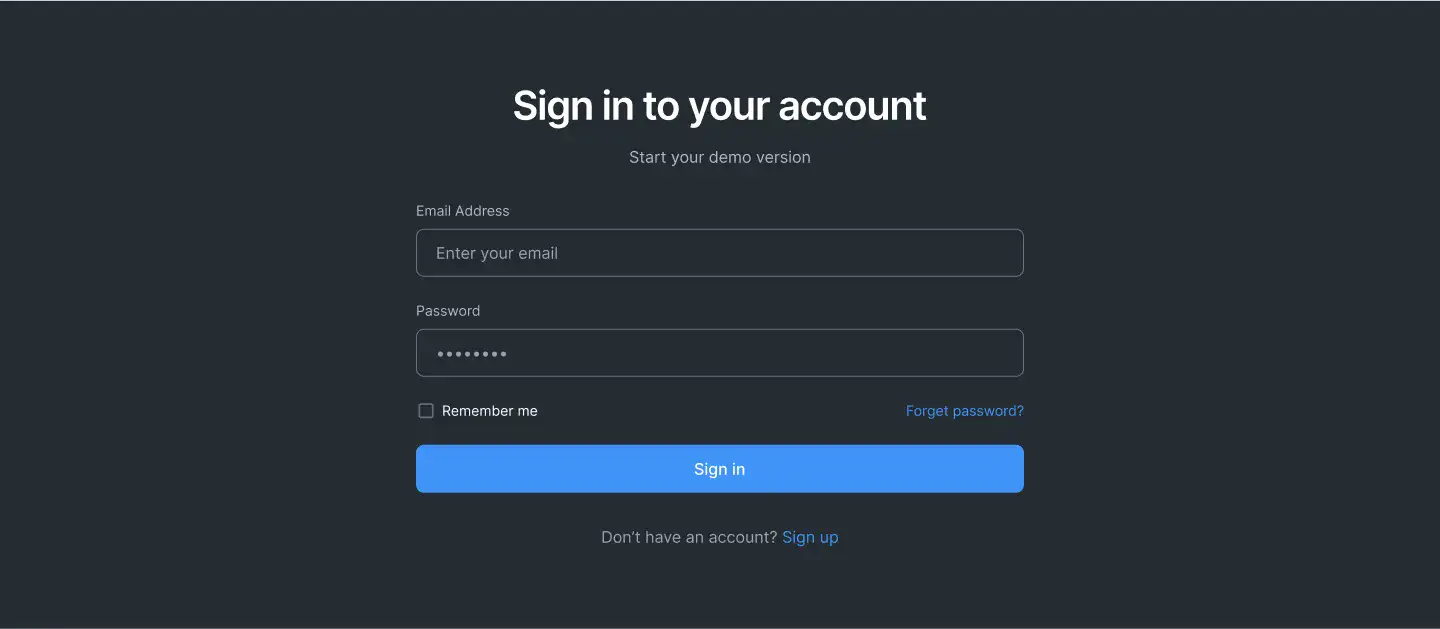 Sign in to your account
Start your demo version
Email Address
Enter your email
Password
••••••••
Remember me
Forget password?
Sign in
Don’t have an account? Sign up